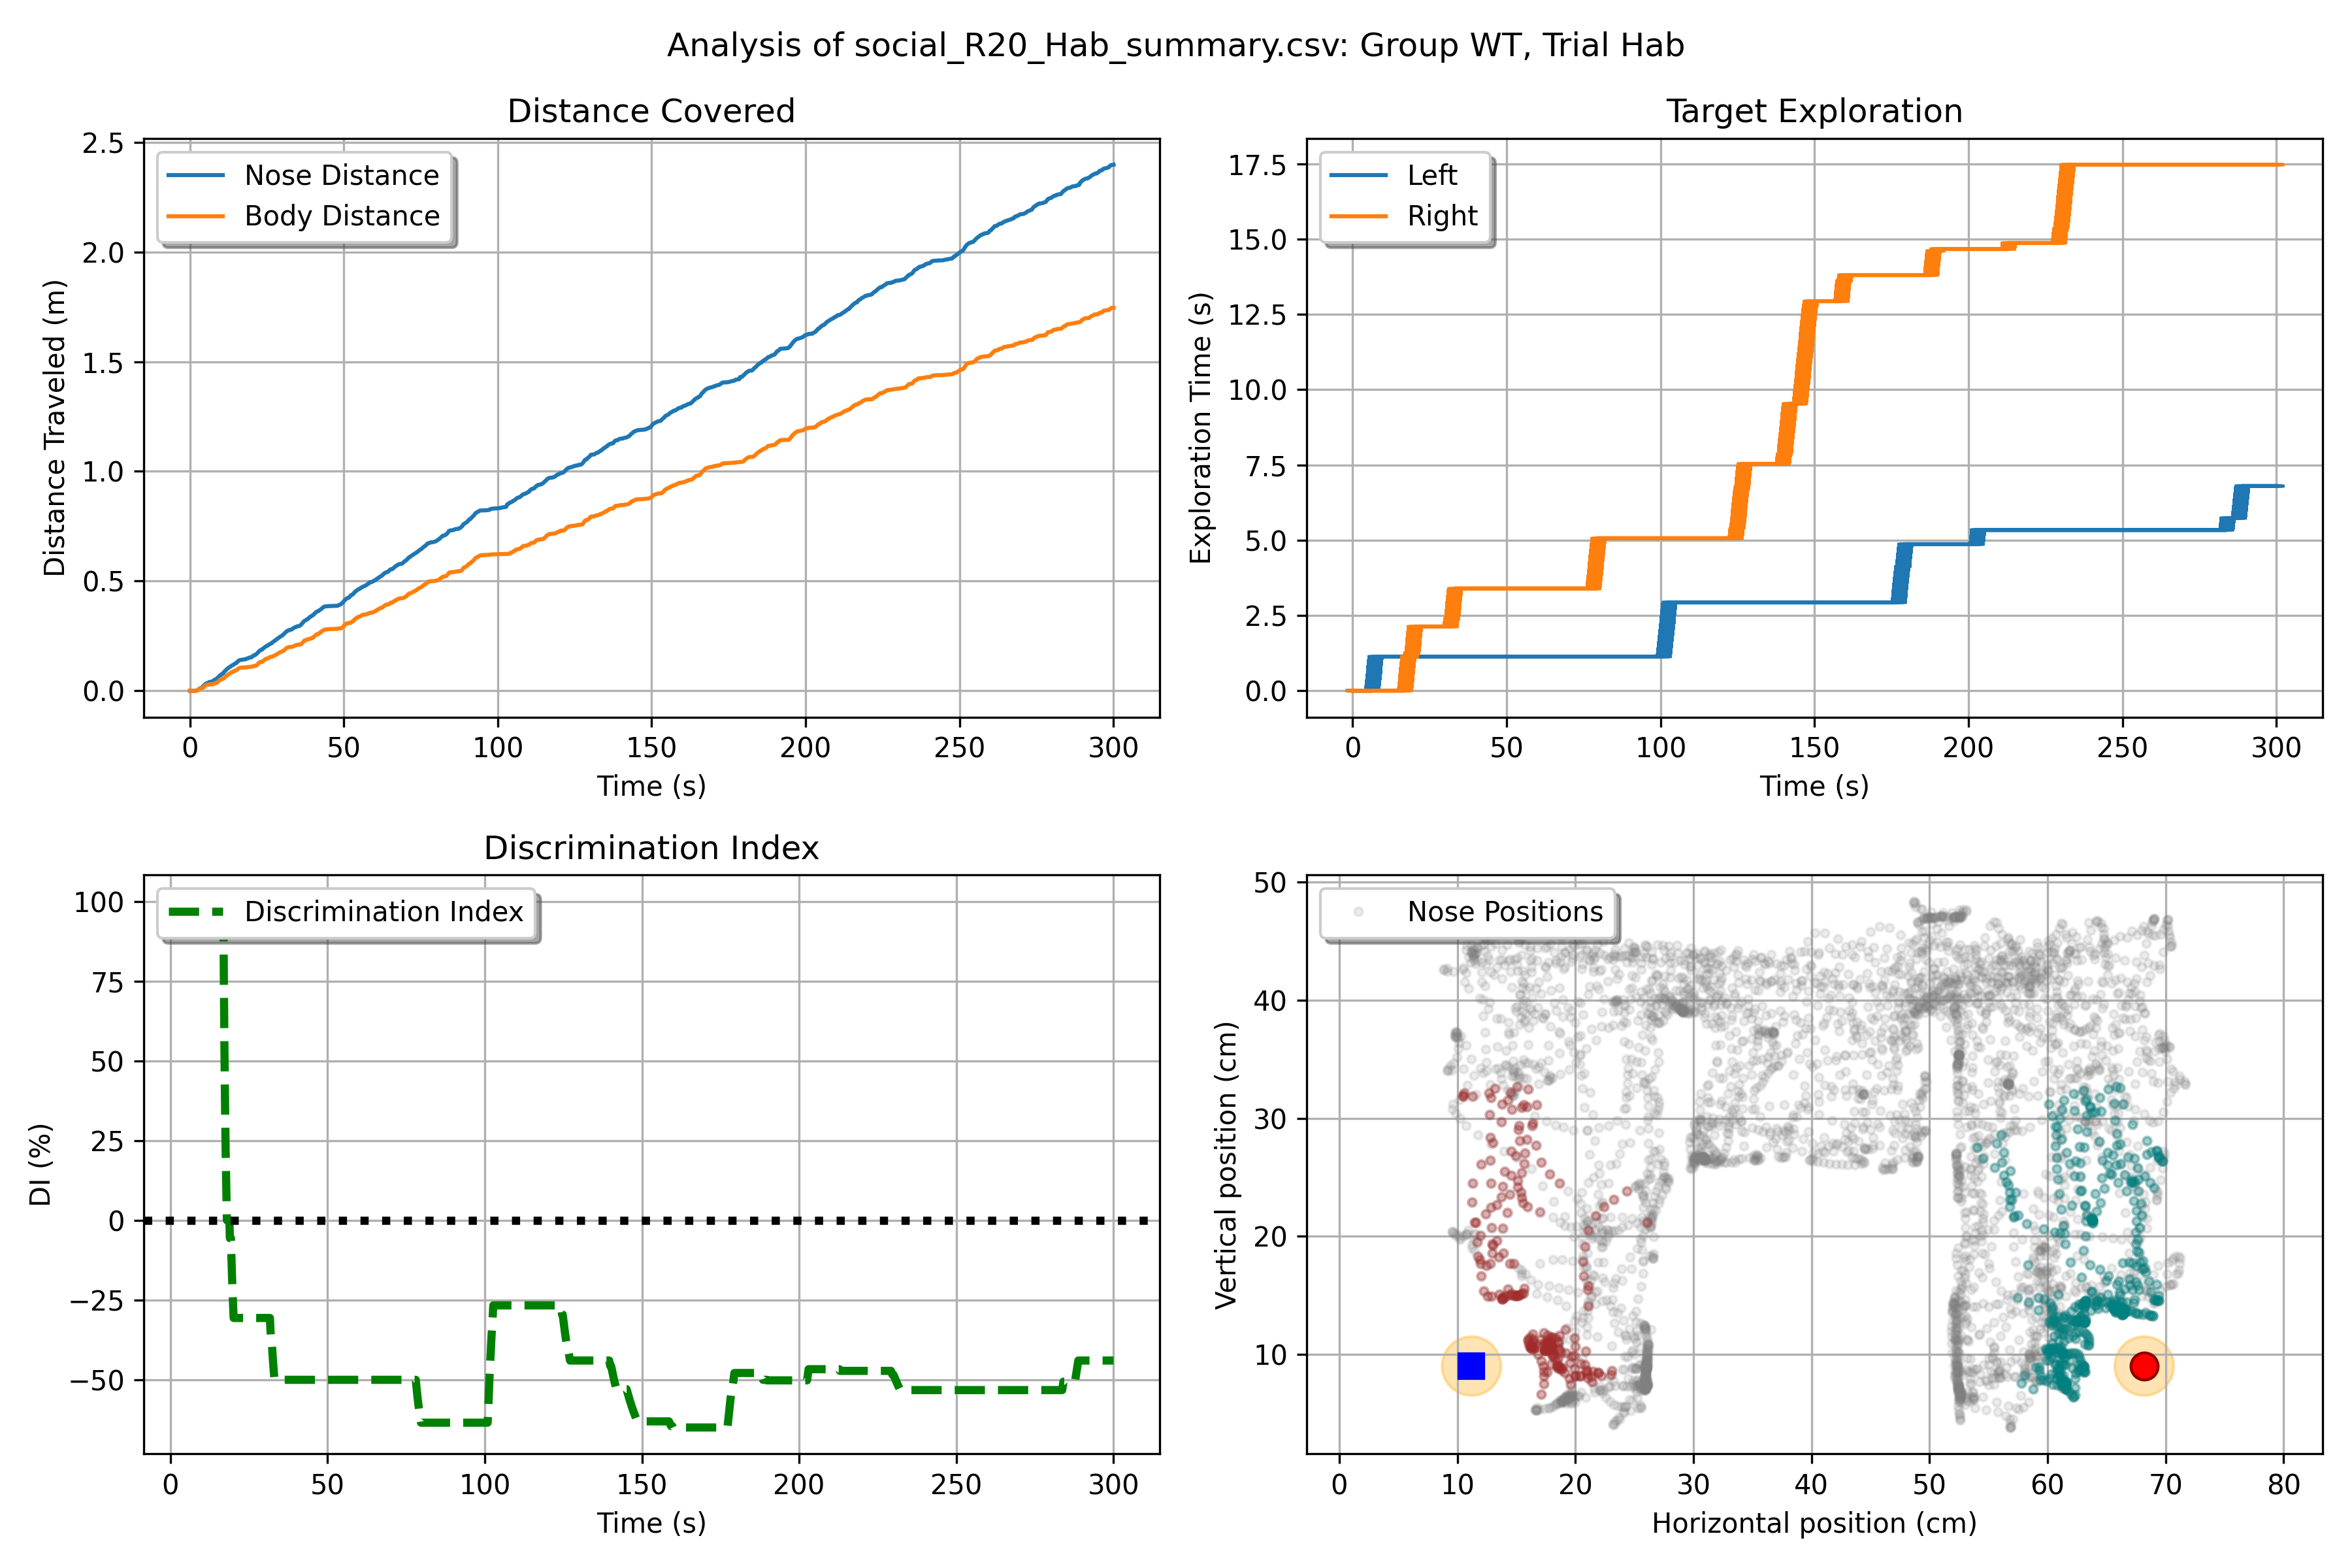 Analysis of social_R20_Hab_summary.csv: Group WT, Trial Hab
Distance Covered
Nose Distance
Body Distance
Distance Traveled (m)
2.5
2.0
1.5
1.0
0.5
0.0
0 50 100 150 200 250 300
Time (s)
Target Exploration
Left
Right
Exploration Time (s)
17.5
15.0
12.5
10.0
7.5
5.0
2.5
0.0
0 50 100 150 200 250 300
Time (s)
Discrimination Index
Discrimination Index
DI (%)
100
75
50
25
0
−25
−50
0 50 100 150 200 250 300
Time (s)
Nose Positions
Vertical position (cm)
50
40
30
20
10
0 10 20 30 40 50 60 70 80
Horizontal position (cm)